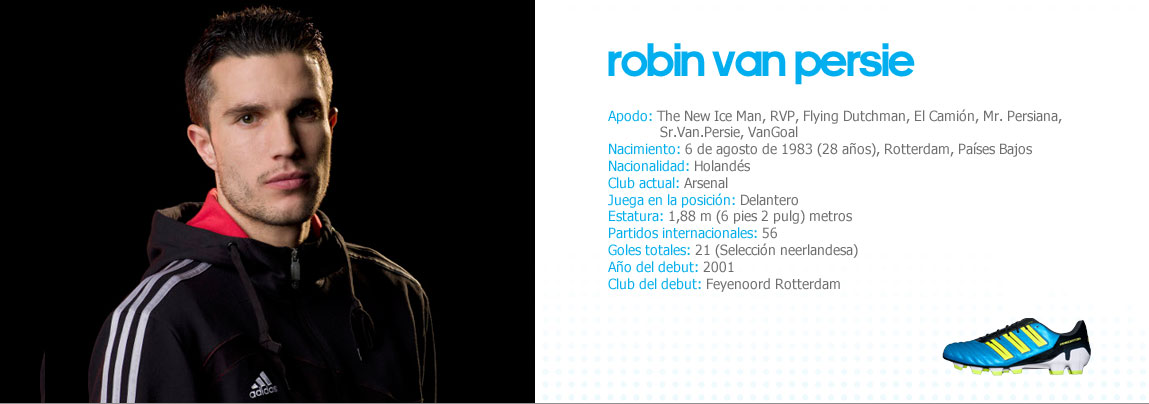 robin van persie
Apodo: The New Ice Man, RVP, Flying Dutchman, El Camión, Mr. Persiana,
Sr.Van.Persie, VanGoal
Nacimiento: 6 de agosto de 1983 (28 años), Rotterdam, Países Bajos
Nacionalidad: Holandés
Club actual: Arsenal
Juega en la posición: Delantero
Estatura: 1,88 m (6 pies 2 pulg) metros
Partidos internacionales: 56
Goles totales: 21 (Selección neerlandesa)
Año del debut: 2001
Club del debut: Feyenoord Rotterdam
adidas